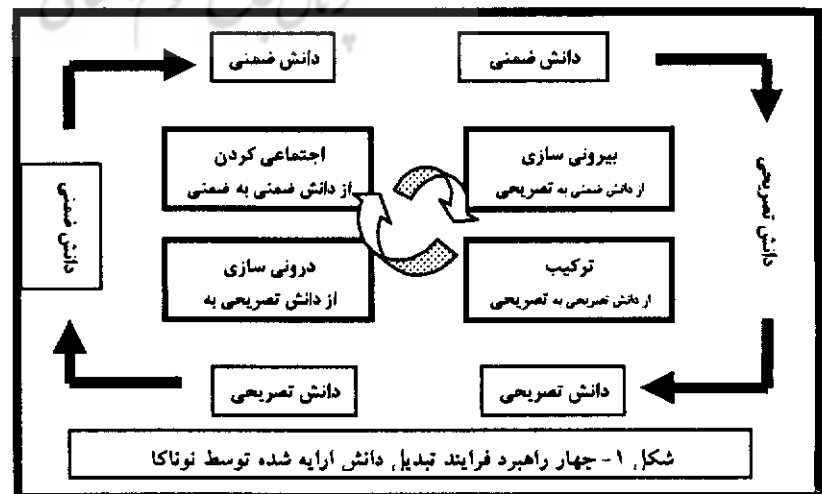 دانش ضمنی
دانش ضمنی
بیرونی سازی
از دانش ضمنی به تصریحی
اجتماعی کردن
از دانش ضمنی به ضمنی
دانش تصریحی
دانش ضمنی
ترکیب
از دانش تصریحی به تصریحی
درونی سازی
از دانش تصریحی به
دانش تصریحی
دانش تصریحی
شکل ۱- چهار راهبرد فرایند تبدیل دانش ارایه شده توسط نوناکا